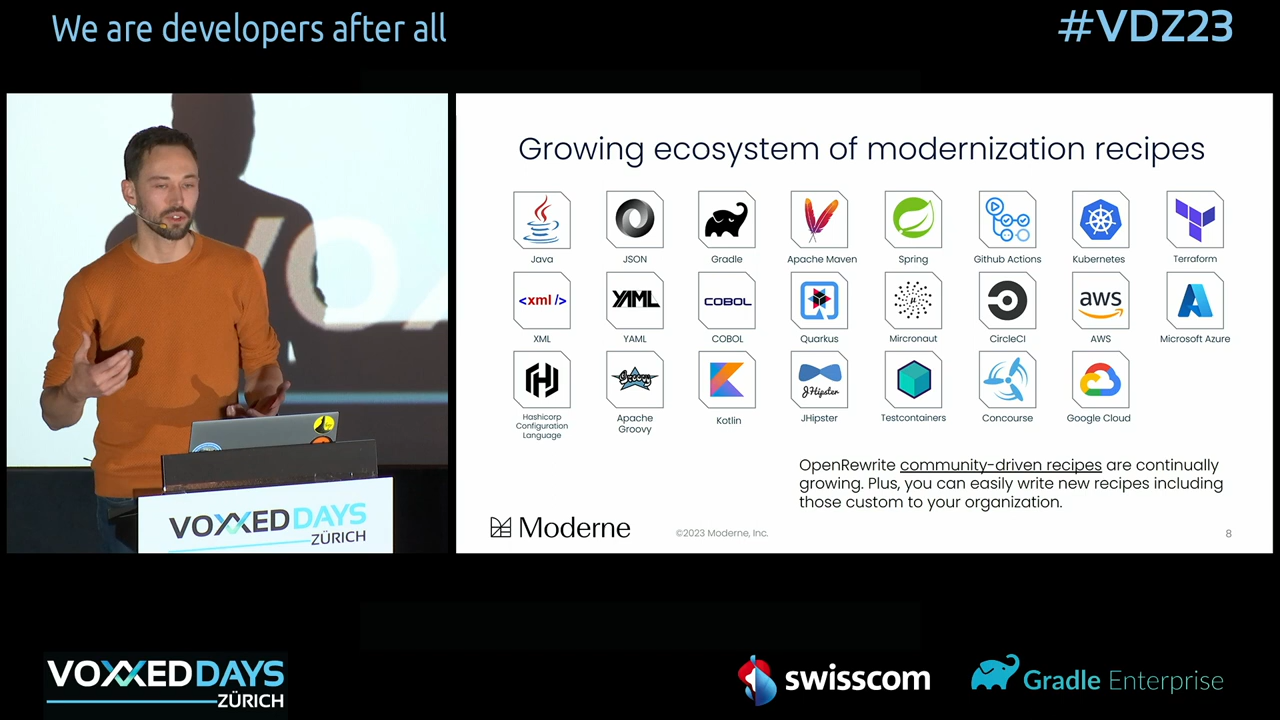 We are developers after all
#VDZ23
Growing ecosystem of modernization recipes
Java
JSON
Gradle
Apache Maven
Spring
Github Actions
Kubernetes
Terraform
<xml/>
YAML
COBOL
aws
XML
YAML
COBOL
Quarkus
Mircronaut
CircleCI
AWS
Microsoft Azure
Groovy
JHipster
Hashicorp
Configuration
Language
Apache
Groovy
Kotlin
JHipster
Testcontainers
Concourse
Google Cloud
OpenRewrite community-driven recipes are continually
growing. Plus, you can easily write new recipes including
those custom to your organization.
Moderne
©2023 Moderne, Inc.
8
VOXXED DAYS
ZÜRICH
VOXXED DAYS
ZÜRICH
swisscom
Gradle Enterprise